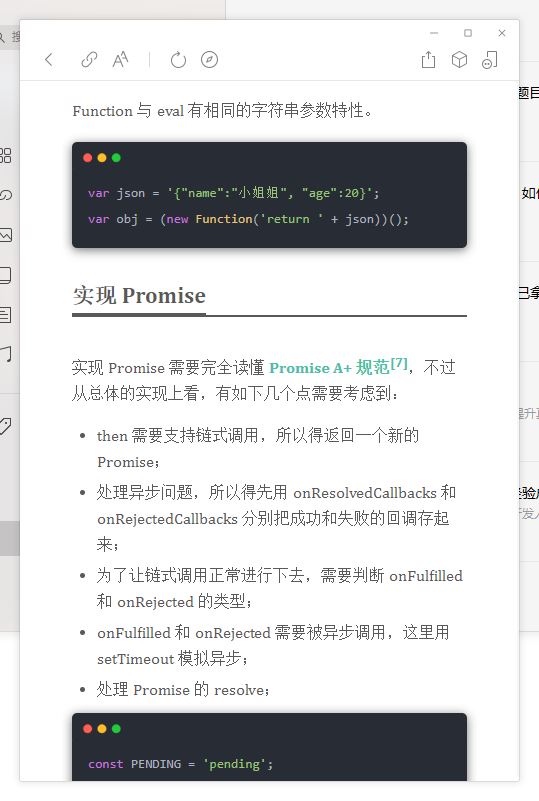 搜
Function 与 eval 有相同的字符串参数特性。
var json = '{"name":"小姐姐", "age":20}';
var obj = (new Function('return ' + json))();
实现 Promise
实现 Promise 需要完全读懂 Promise A+ 规范[7]，不过
从总体的实现上看，有如下几个点需要考虑到：
• then 需要支持链式调用，所以得返回一个新的
Promise；
• 处理异步问题，所以得先用 onResolvedCallbacks 和
onRejectedCallbacks 分别把成功和失败的回调存起
来；
• 为了让链式调用正常进行下去，需要判断 onFulfilled
和 onRejected 的类型；
• onFulfilled 和 onRejected 需要被异步调用，这里用
setTimeout 模拟异步；
• 处理 Promise 的 resolve；
const PENDING = 'pending';
题目
如何
已拿
提升
经验
开发人